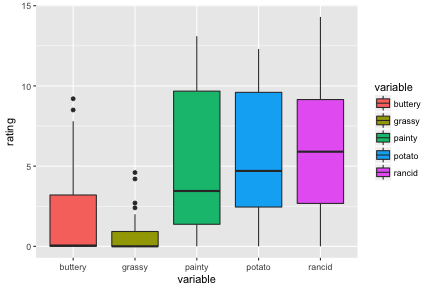 15
10
5
0
rating
buttery grassy painty potato rancid
variable
variable
buttery
grassy
painty
potato
rancid